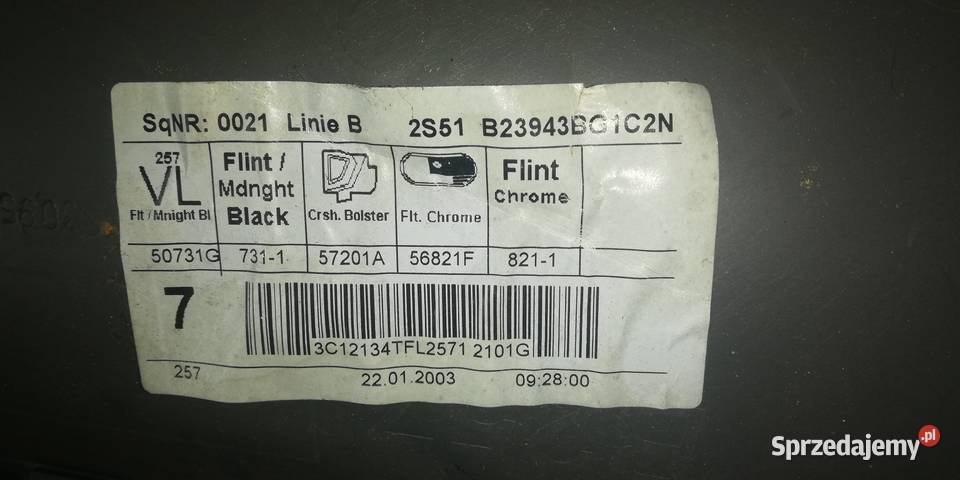 SqNR: 0021 Linie B 2S51 B23943BG1C2N
257
VL
Flt / Mnight Bl
Flint /
Mdnght
Black
Crsh. Bolster
Flt. Chrome
Flint
Chrome
50731G 731-1 57201A 56821F 821-1
7
3C12134TFL2571 2101G
257 22.01.2003 09:28:00
Sprzedajemy.pl